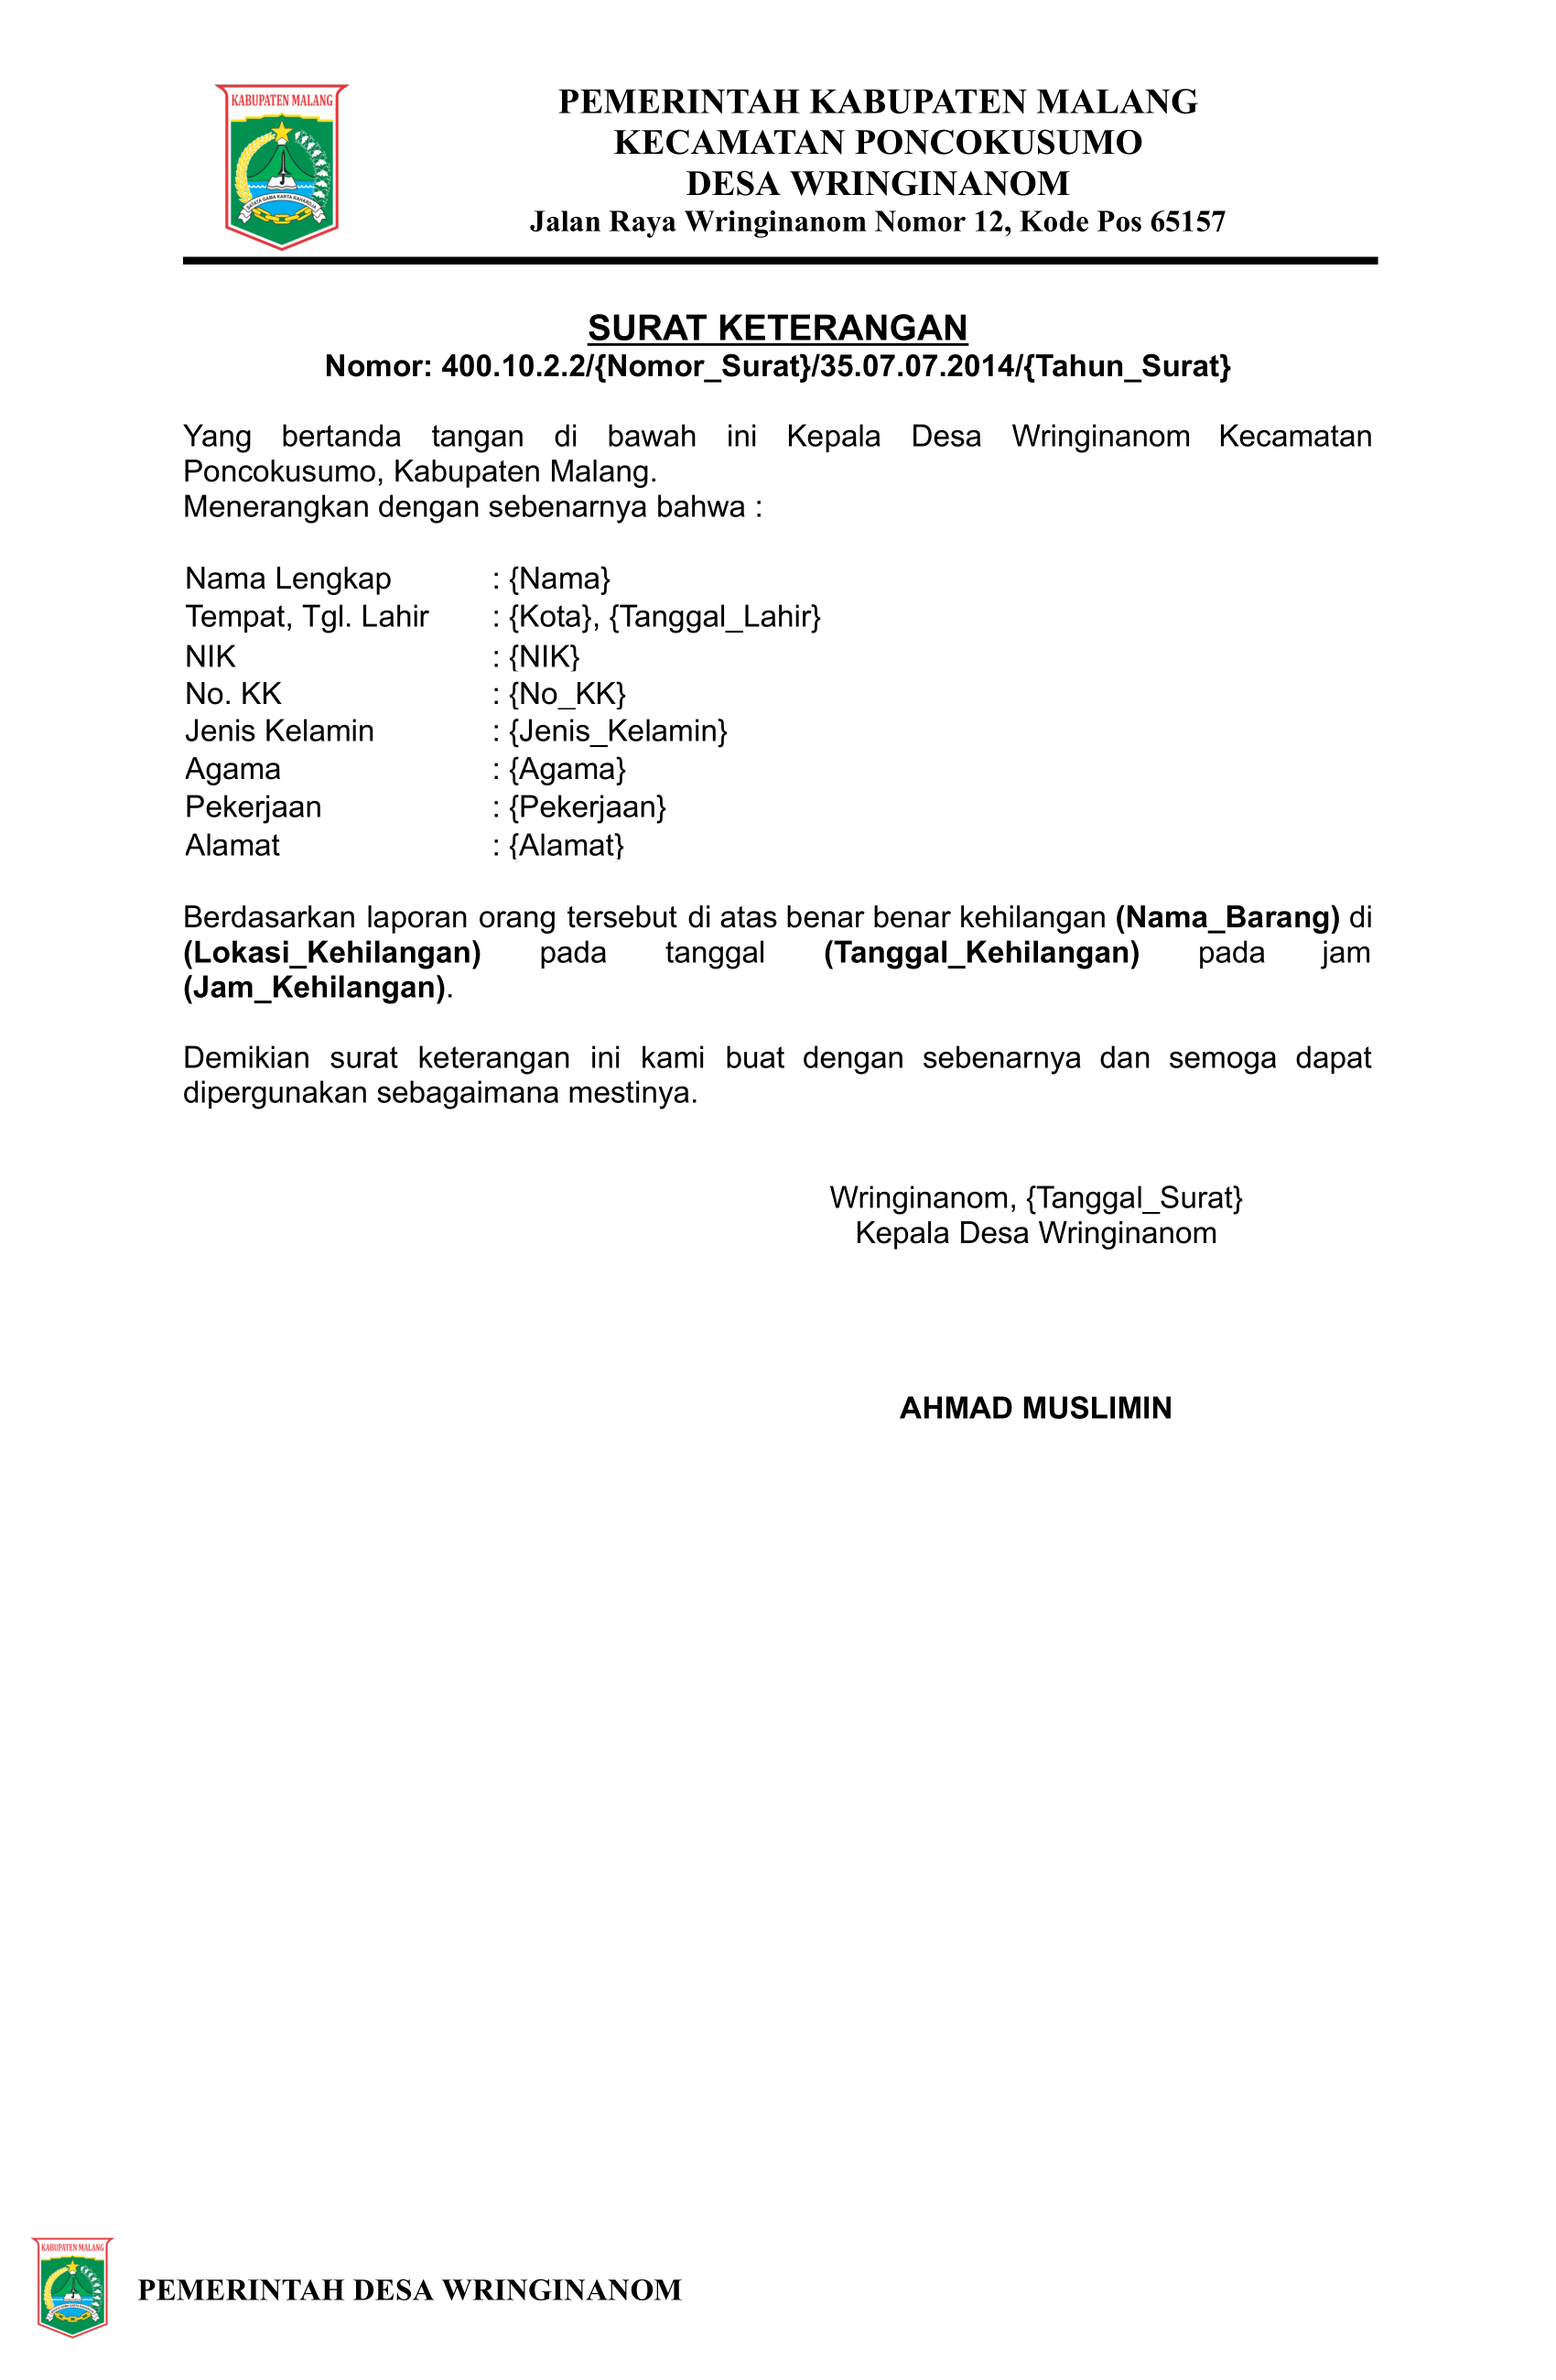 KABUPATEN MALANG
SATATA GAMA KARTA RAHARDJA
PEMERINTAH KABUPATEN MALANG
KECAMATAN PONCOKUSUMO
DESA WRINGINANOM
Jalan Raya Wringinanom Nomor 12, Kode Pos 65157
SURAT KETERANGAN
Nomor: 400.10.2.2/{Nomor_Surat}/35.07.07.2014/{Tahun_Surat}
Yang bertanda tangan di bawah ini Kepala Desa Wringinanom Kecamatan
Poncokusumo, Kabupaten Malang.
Menerangkan dengan sebenarnya bahwa :
Nama Lengkap : {Nama}
Tempat, Tgl. Lahir : {Kota}, {Tanggal_Lahir}
NIK : {NIK}
No. KK : {No_KK}
Jenis Kelamin : {Jenis_Kelamin}
Agama : {Agama}
Pekerjaan : {Pekerjaan}
Alamat : {Alamat}
Berdasarkan laporan orang tersebut di atas benar benar kehilangan (Nama_Barang) di
(Lokasi_Kehilangan) pada tanggal (Tanggal_Kehilangan) pada jam
(Jam_Kehilangan).
Demikian surat keterangan ini kami buat dengan sebenarnya dan semoga dapat
dipergunakan sebagaimana mestinya.
Wringinanom, {Tanggal_Surat}
Kepala Desa Wringinanom
AHMAD MUSLIMIN
KABUPATEN MALANG
PEMERINTAH DESA WRINGINANOM